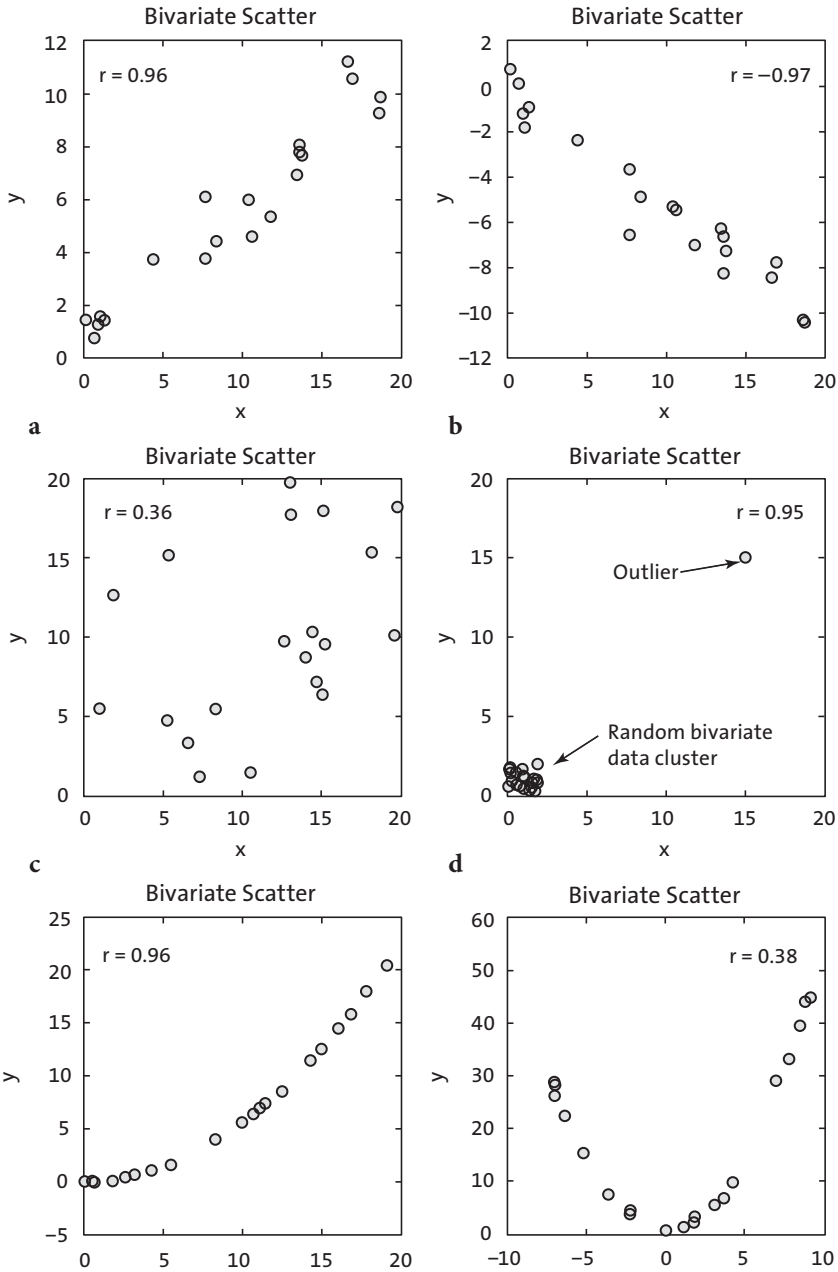 Bivariate Scatter
r = 0.96
y
12
10
8
6
4
2
0
0 5 10 15 20
x
a
Bivariate Scatter
r = −0.97
y
2
0
−2
−4
−6
−8
−10
−12
0 5 10 15 20
x
b
Bivariate Scatter
r = 0.36
y
20
15
10
5
0
0 5 10 15 20
x
c
Bivariate Scatter
r = 0.95
Outlier
Random bivariate
data cluster
y
20
15
10
5
0
0 5 10 15 20
x
d
Bivariate Scatter
r = 0.96
y
25
20
15
10
5
0
−5
0 5 10 15 20
Bivariate Scatter
r = 0.38
y
60
50
40
30
20
10
0
−10 −5 0 5 10